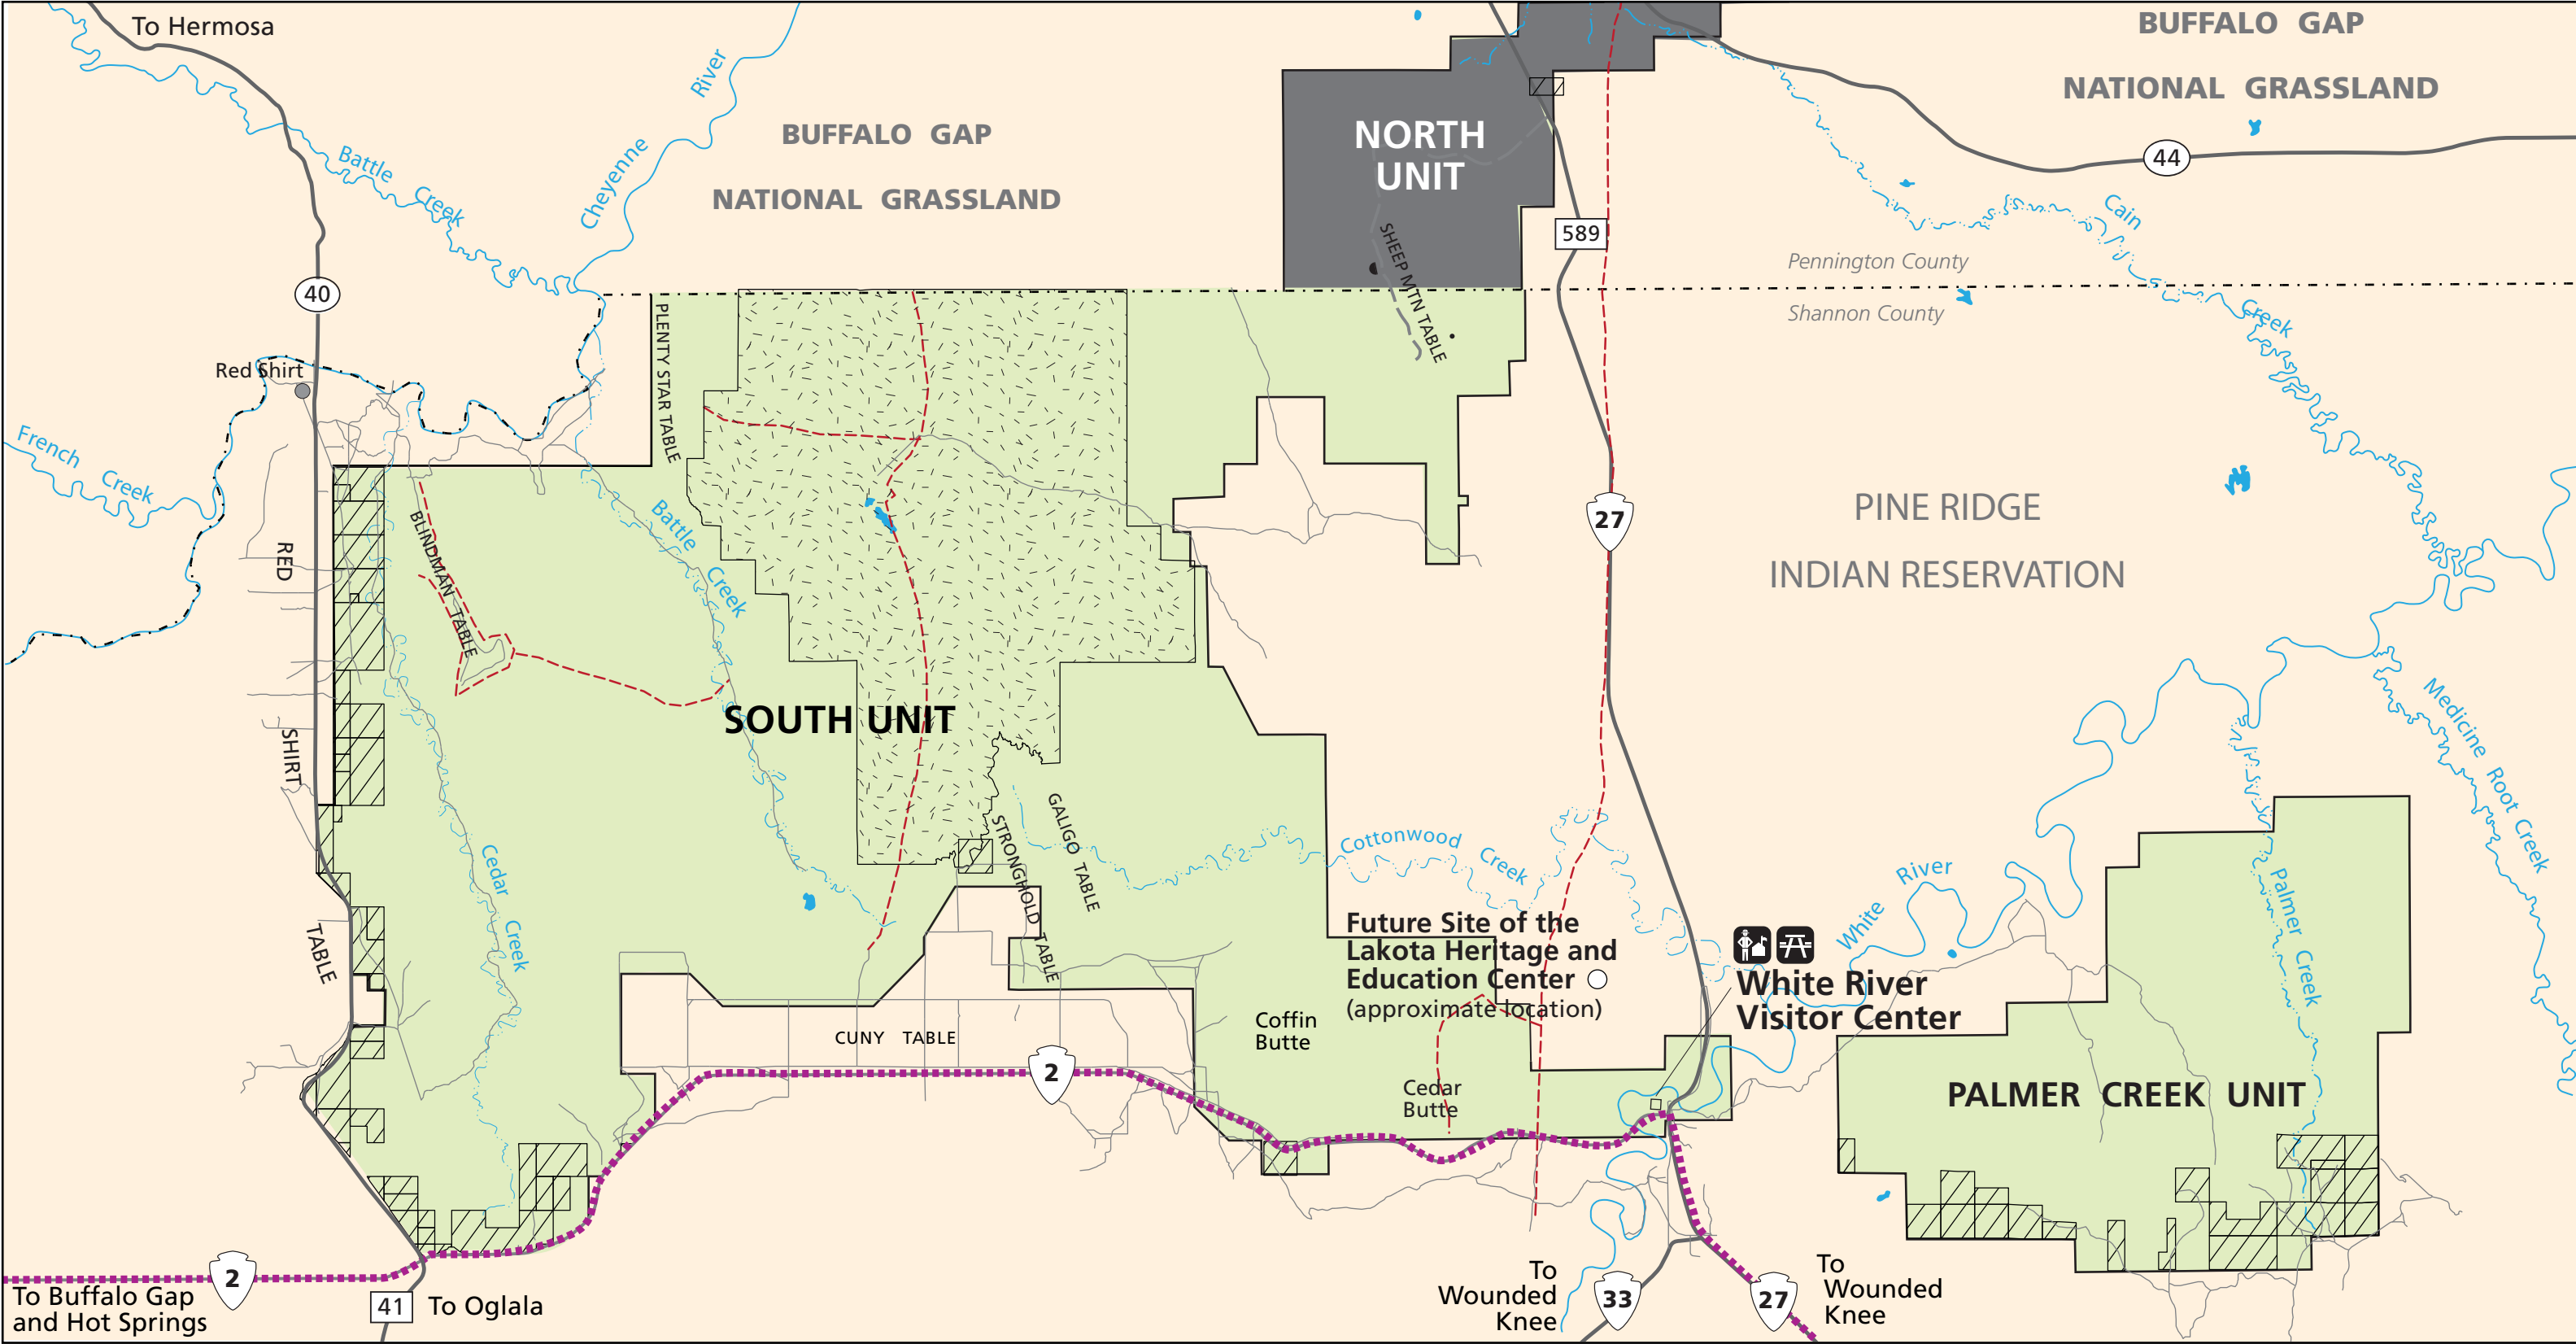 To Hermosa
BUFFALO GAP
NATIONAL GRASSLAND
River
Cheyenne
Battle
Creek
BUFFALO GAP
NATIONAL GRASSLAND
NORTH
UNIT
44
589
Cain
Creek
SHEEP MTN TABLE
Pennington County
Shannon County
40
Red Shirt
PLENTY STAR TABLE
French
Creek
27
PINE RIDGE
INDIAN RESERVATION
RED
SHIRT
TABLE
BLINDMAN TABLE
Battle
Creek
SOUTH UNIT
Medicine Root Creek
GALIGO TABLE
STRONGHOLD TABLE
Cedar
Creek
Cottonwood
Creek
White
River
Palmer Creek
Future Site of the
Lakota Heritage and
Education Center
(approximate location)
White River
Visitor Center
Coffin
Butte
CUNY TABLE
2
Cedar
Butte
PALMER CREEK UNIT
2
To Buffalo Gap
and Hot Springs
41
To Oglala
To
Wounded
Knee
33
27
To
Wounded
Knee